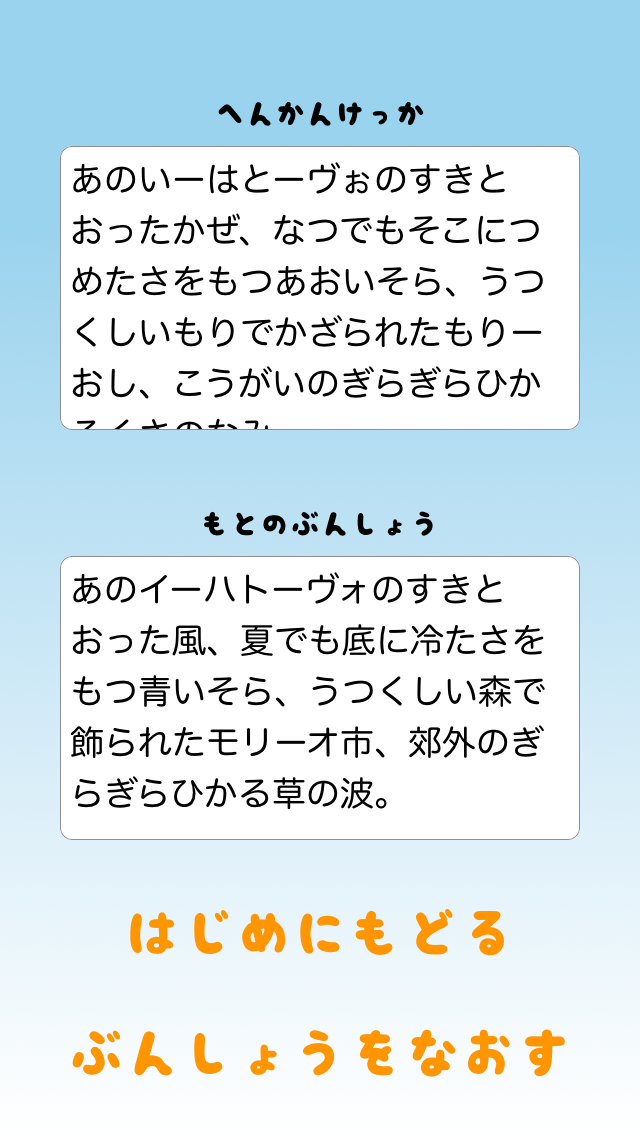 へんかんけっか
あのいーはとーヴぉのすきと
おったかぜ、なつでもそこにつ
めたさをもつあおいそら、うつ
くしいもりでかざられたもりー
おし、こうがいのぎらぎらひか
るくさのなみ
もとのぶんしょう
あのイーハトーヴォのすきと
おった風、夏でも底に冷たさを
もつ青いそら、うつくしい森で
飾られたモリーオ市、郊外のぎ
らぎらひかる草の波。
はじめにもどる
ぶんしょうをなおす